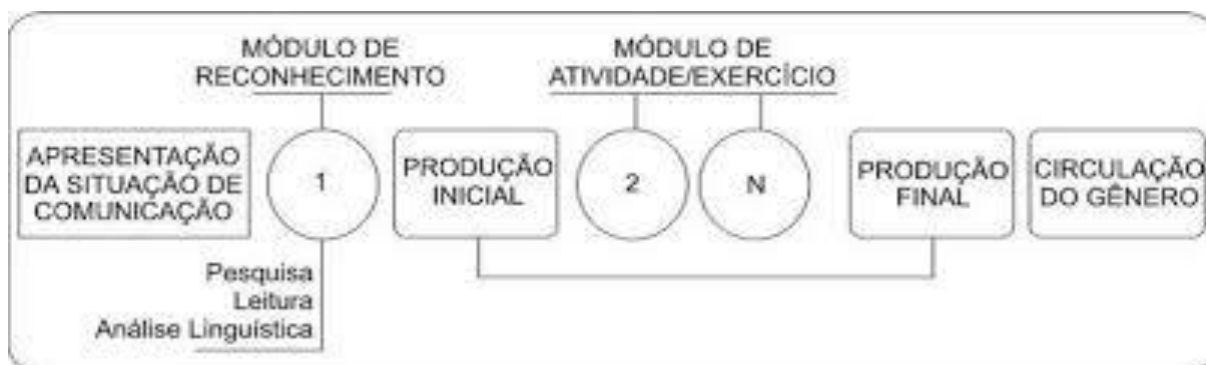 MÓDULO DE
RECONHECIMENTO
MÓDULO DE
ATIVIDADE/EXERCÍCIO
APRESENTAÇÃO
DA SITUAÇÃO DE
COMUNICAÇÃO
1
PRODUÇÃO
INICIAL
2
N
PRODUÇÃO
FINAL
CIRCULAÇÃO
DO GÊNERO
Pesquisa
Leitura
Análise Linguística